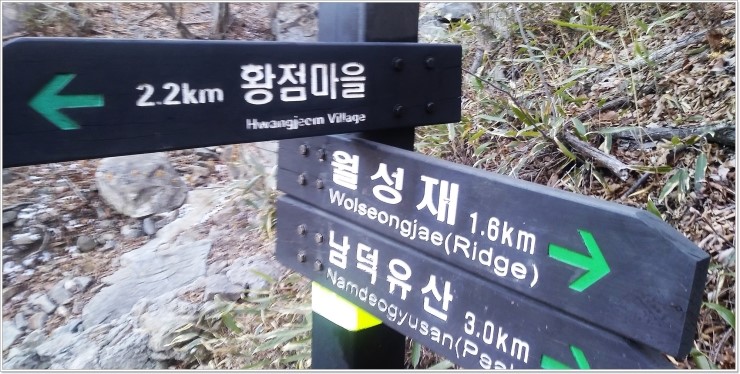 2.2km 황점마을
Hwangjeom Village
월성재 1.6km
Wolseongjae(Ridge)
남덕유산 3.0km
Namdeogyusan(Pea